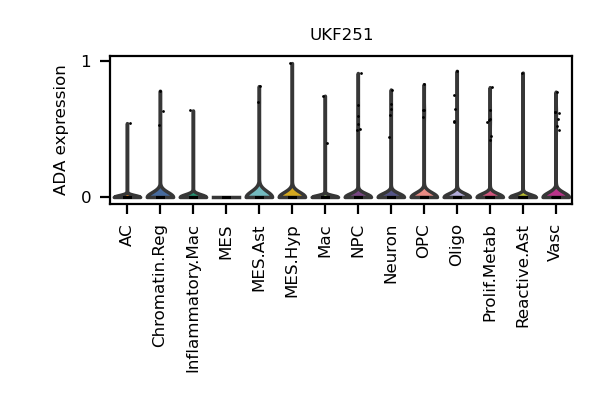 UKF251
ADA expression
1
0
AC
Chromatin.Reg
Inflammatory.Mac
MES
MES.Ast
MES.Hyp
Mac
NPC
Neuron
OPC
Oligo
Prolif.Metab
Reactive.Ast
Vasc